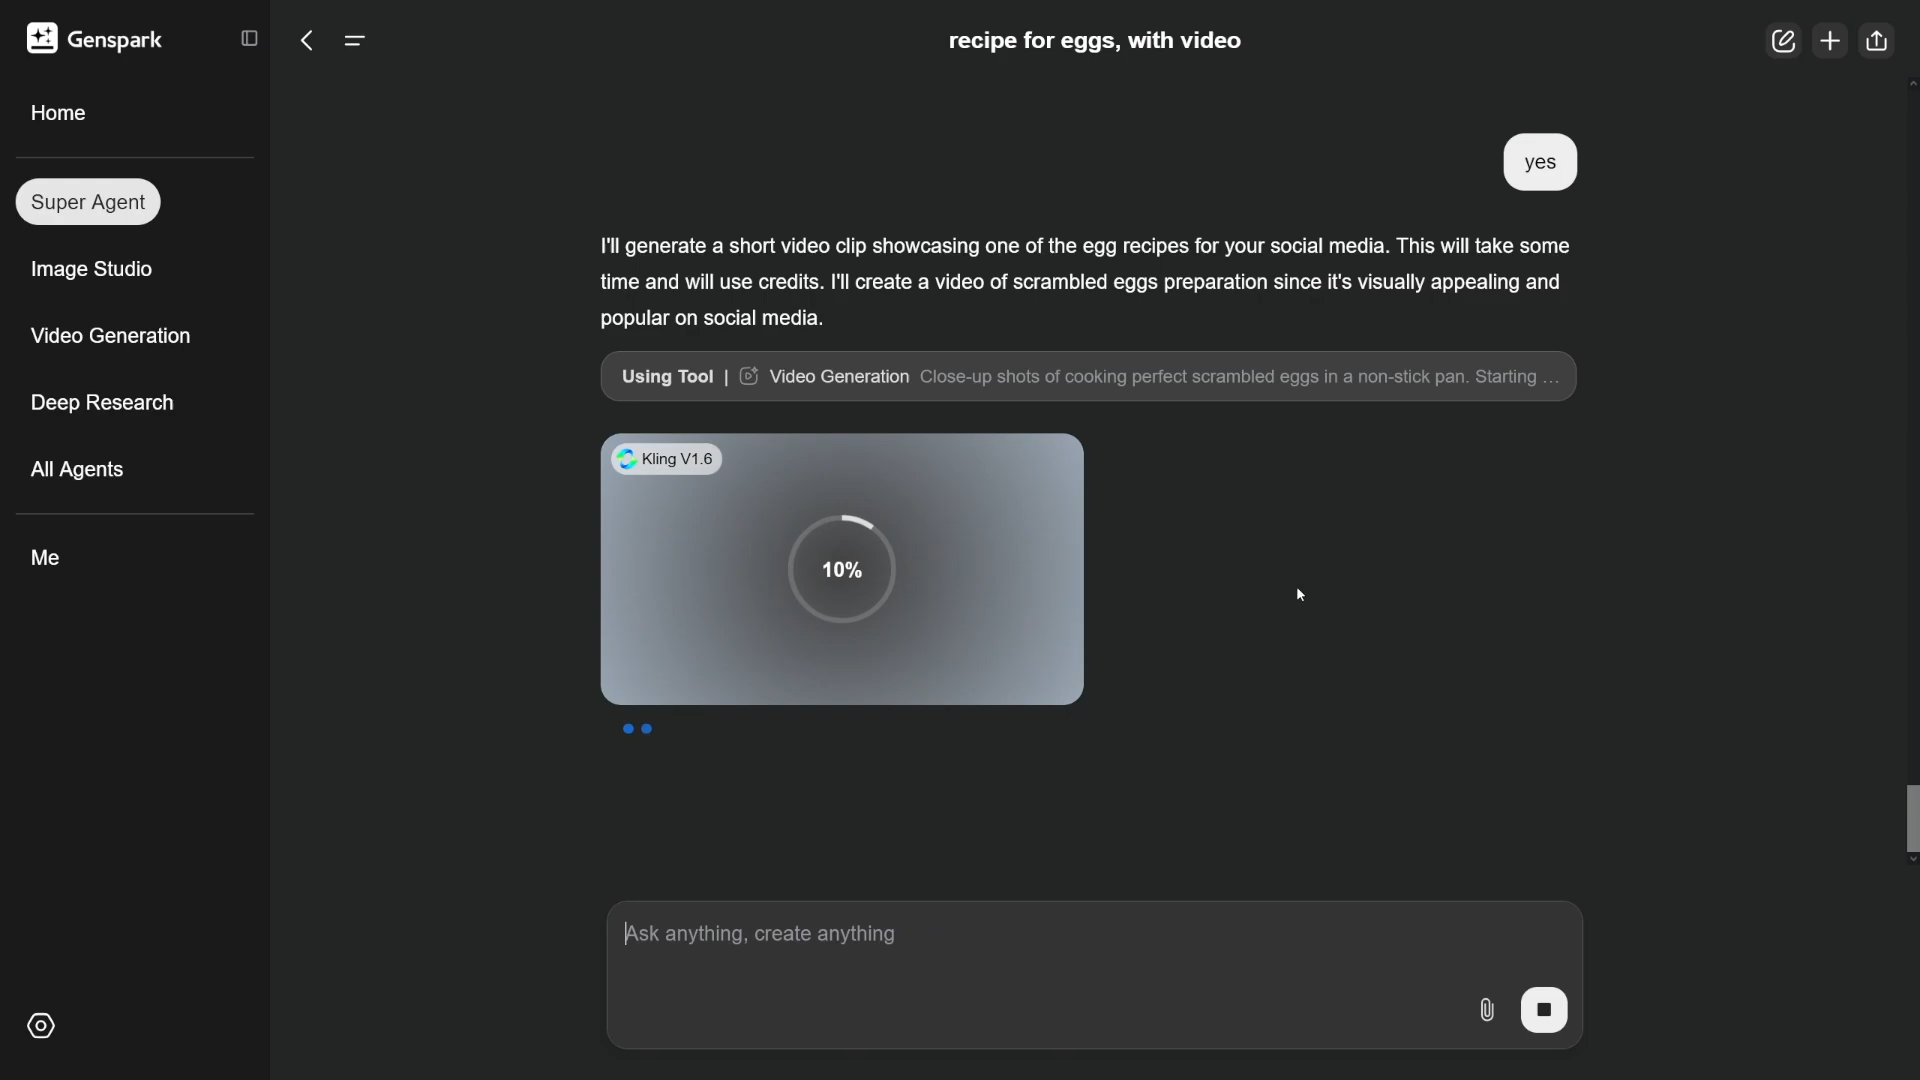 Genspark
recipe for eggs, with video
Home
Super Agent
Image Studio
Video Generation
Deep Research
All Agents
Me
yes
I'll generate a short video clip showcasing one of the egg recipes for your social media. This will take some
time and will use credits. I'll create a video of scrambled eggs preparation since it's visually appealing and
popular on social media.
Using Tool | Video Generation Close-up shots of cooking perfect scrambled eggs in a non-stick pan. Starting ...
Kling V1.6
10%
Ask anything, create anything